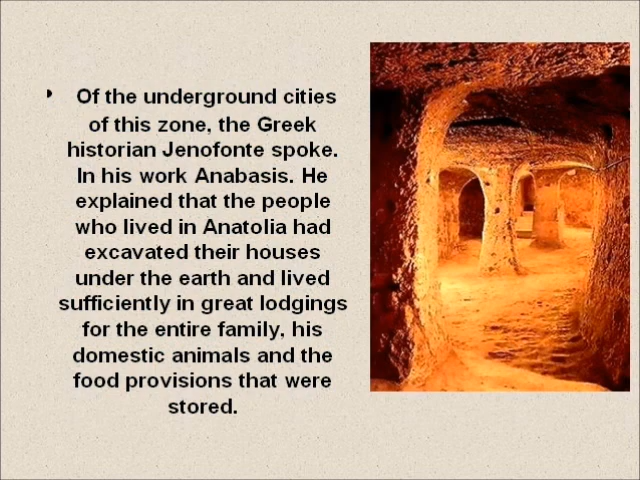 • Of the underground cities
of this zone, the Greek
historian Jenofonte spoke.
In his work Anabasis. He
explained that the people
who lived in Anatolia had
excavated their houses
under the earth and lived
sufficiently in great lodgings
for the entire family, his
domestic animals and the
food provisions that were
stored.